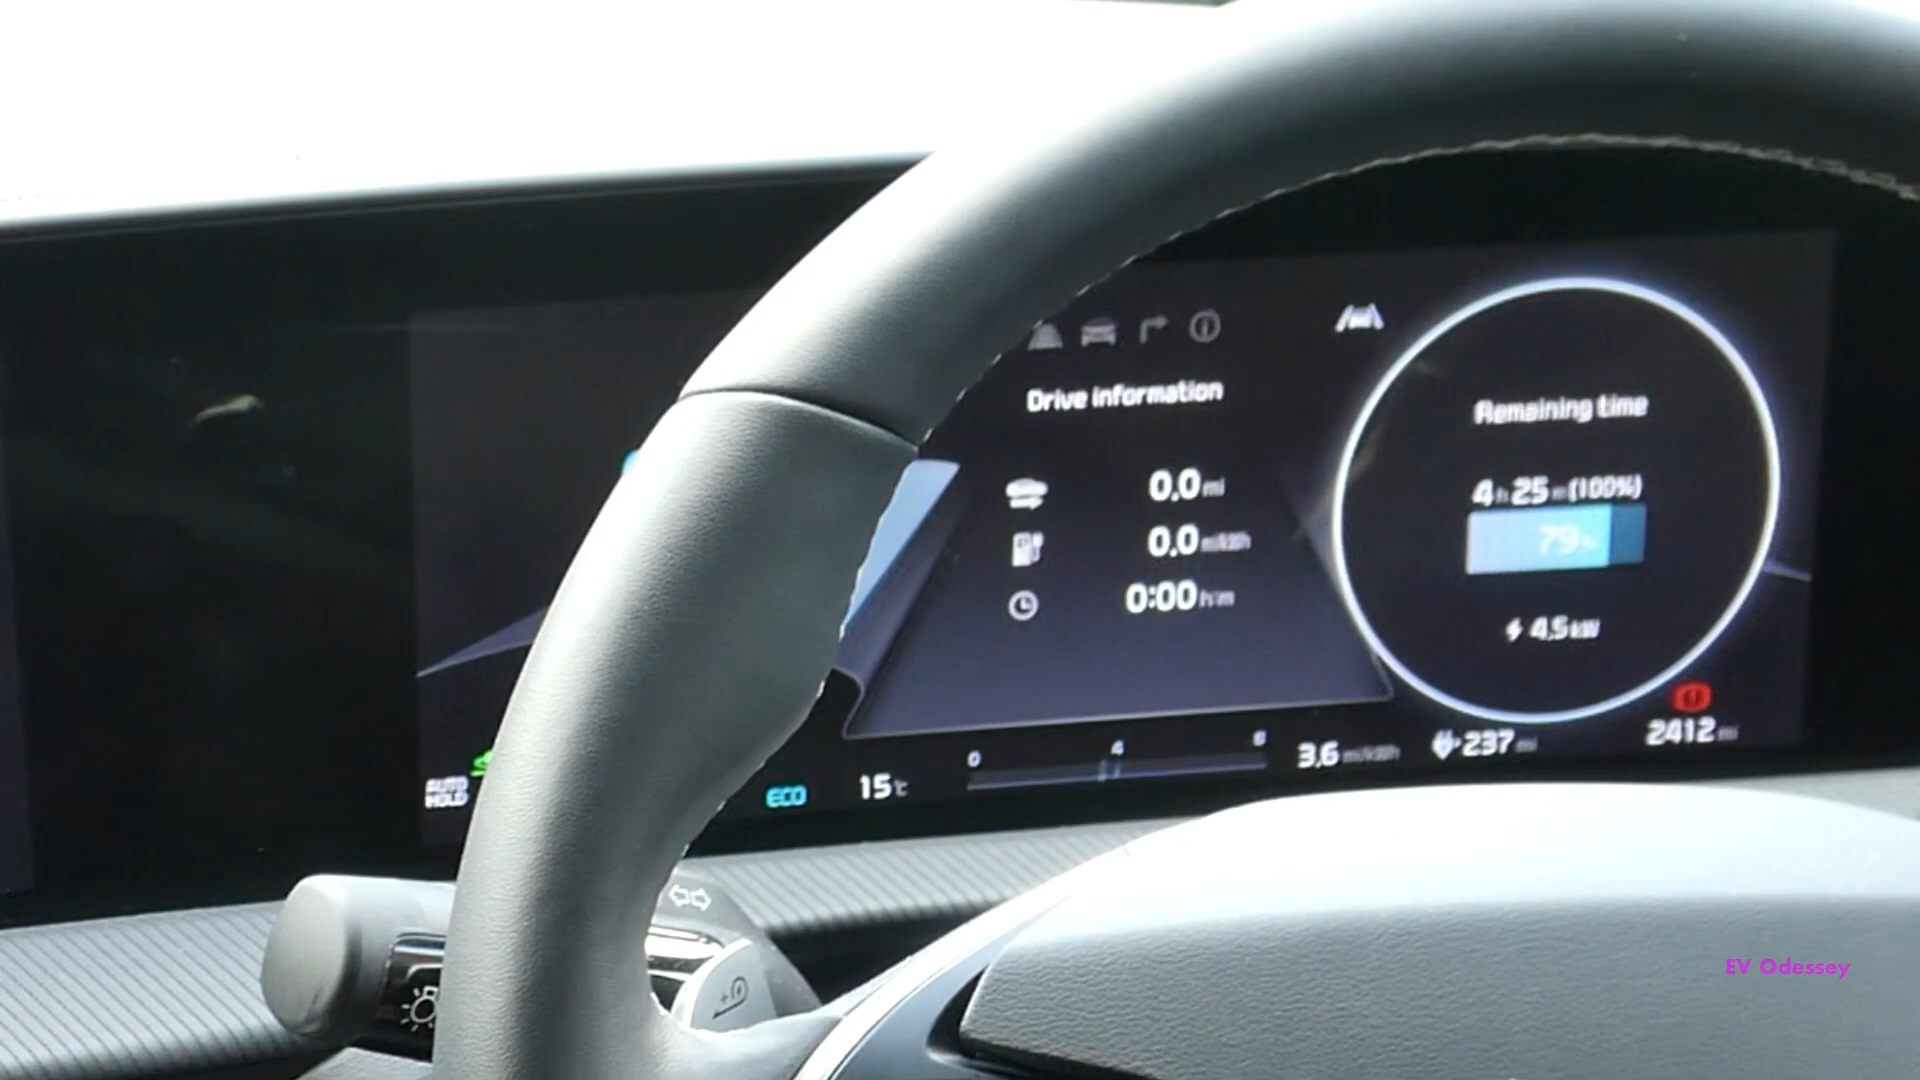 Drive information
0.0 mi
0.0 mi/kWh
0:00 h:m
Remaining time
4 h 25 m (100%)
79%
4.5 kW
AUTO
HOLD
ECO
15°C
0 4 8
3.6 mi/kWh
237 mi
2412 mi
EV Odessey